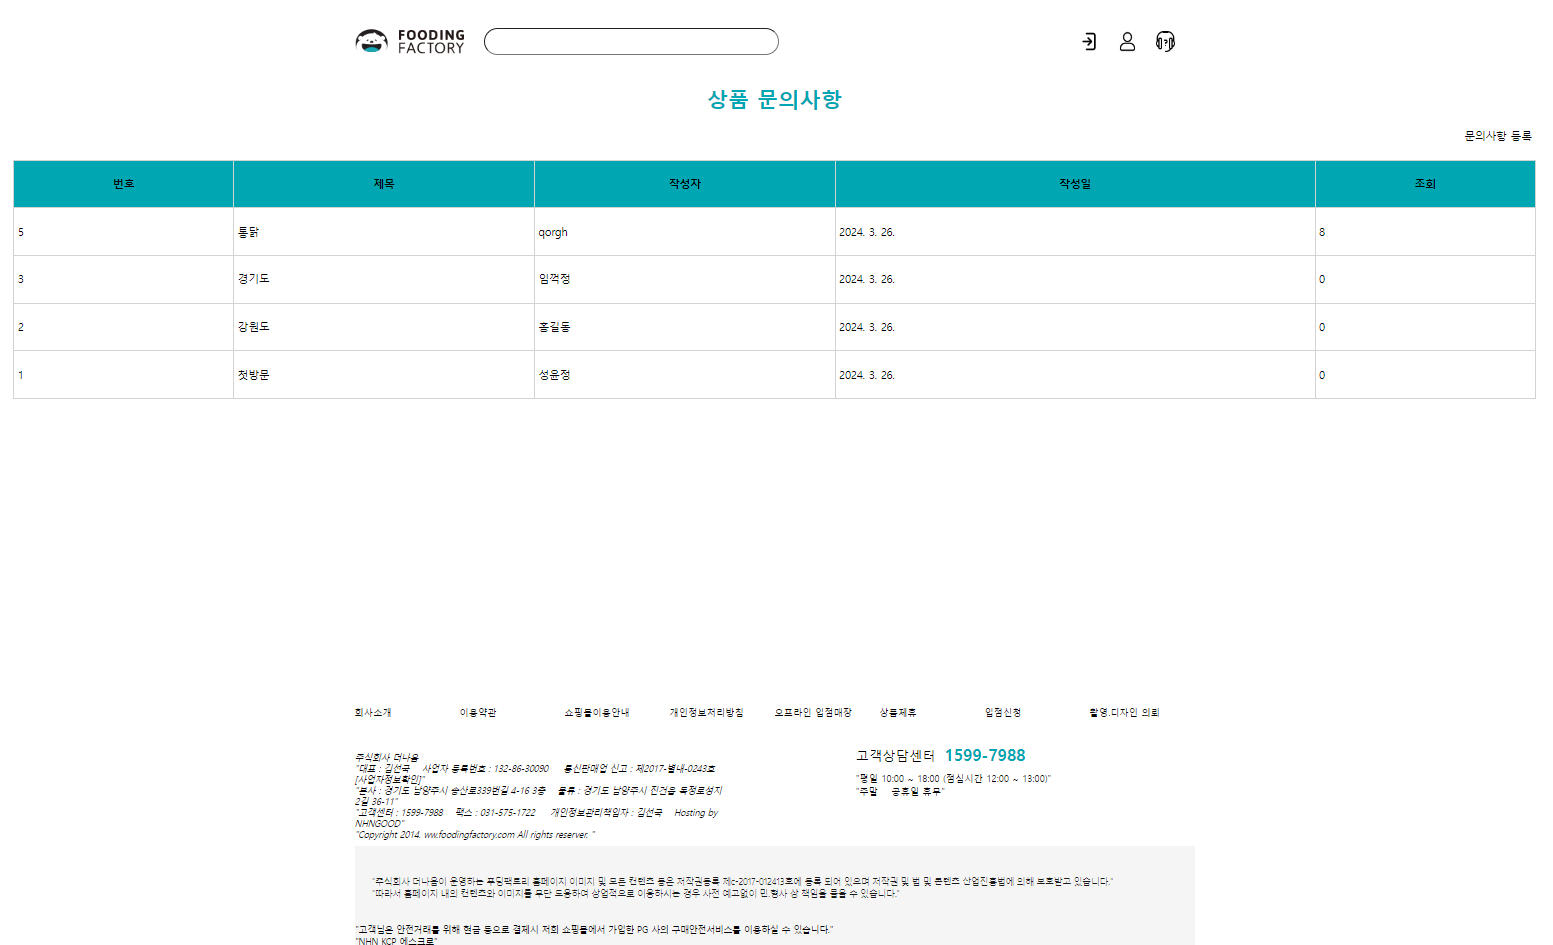 FOODING
FACTORY
상품 문의사항
문의사항 등록
번호 제목 작성자 작성일 조회
5 통닭 qorgh 2024. 3. 26. 8
3 경기도 임꺽정 2024. 3. 26. 0
2 강원도 홍길동 2024. 3. 26. 0
1 첫방문 성윤정 2024. 3. 26. 0
회사소개 이용약관 쇼핑몰이용안내 개인정보처리방침 오프라인 입점매장 상품제휴 입점신청 촬영.디자인 의뢰
주식회사 더나음
"대표 : 김선국 사업자 등록번호 : 132-86-30090 통신판매업 신고 : 제2017-별내-0243호
[사업자정보확인]"
"본사 : 경기도 남양주시 송산로339번길 4-16 3층 물류 : 경기도 남양주시 진건읍 독정로성지
2길 36-11"
"고객센터 : 1599-7988 팩스 : 031-575-1722 개인정보관리책임자 : 김선국 Hosting by
NHNGOOD"
"Copyright 2014. ww.foodingfactory.com All rights reserver. "
고객상담센터 1599-7988
"평일 10:00 ~ 18:00 (점심시간 12:00 ~ 13:00)"
"주말 공휴일 휴무"
"주식회사 더나음이 운영하는 푸딩팩토리 홈페이지 이미지 및 모든 컨텐츠 등은 저작권등록 제c-2017-012413호에 등록 되어 있으며 저작권 및 법 및 콘텐츠 산업진흥법에 의해 보호받고 있습니다."
"따라서 홈페이지 내의 컨텐츠와 이미지를 무단 도용하여 상업적으로 이용하시는 경우 사전 예고없이 민.형사 상 책임을 물을 수 있습니다."
"고객님은 안전거래를 위해 현금 등으로 결제시 저희 쇼핑몰에서 가입한 PG 사의 구매안전서비스를 이용하실 수 있습니다."
"NHN KCP 에스크로"